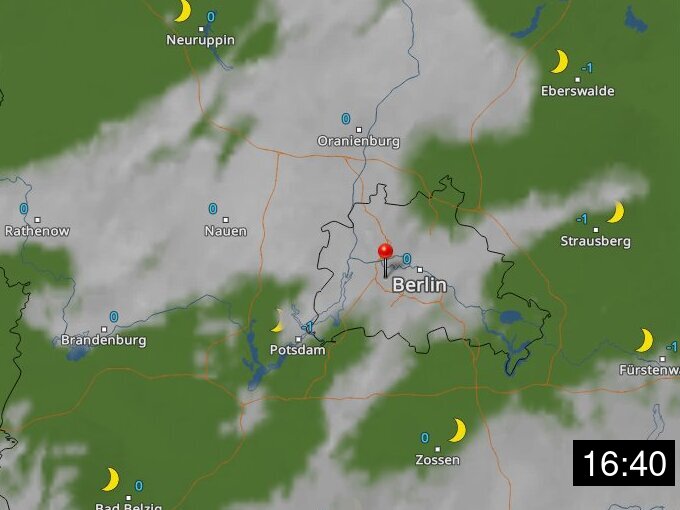 0
Neuruppin
-1
Eberswalde
0
Oranienburg
0
Rathenow
0
Nauen
-1
Strausberg
0
Berlin
0
Brandenburg
-1
Potsdam
-1
Fürstenwa
0
Zossen
16:40
0
Bad Belzig